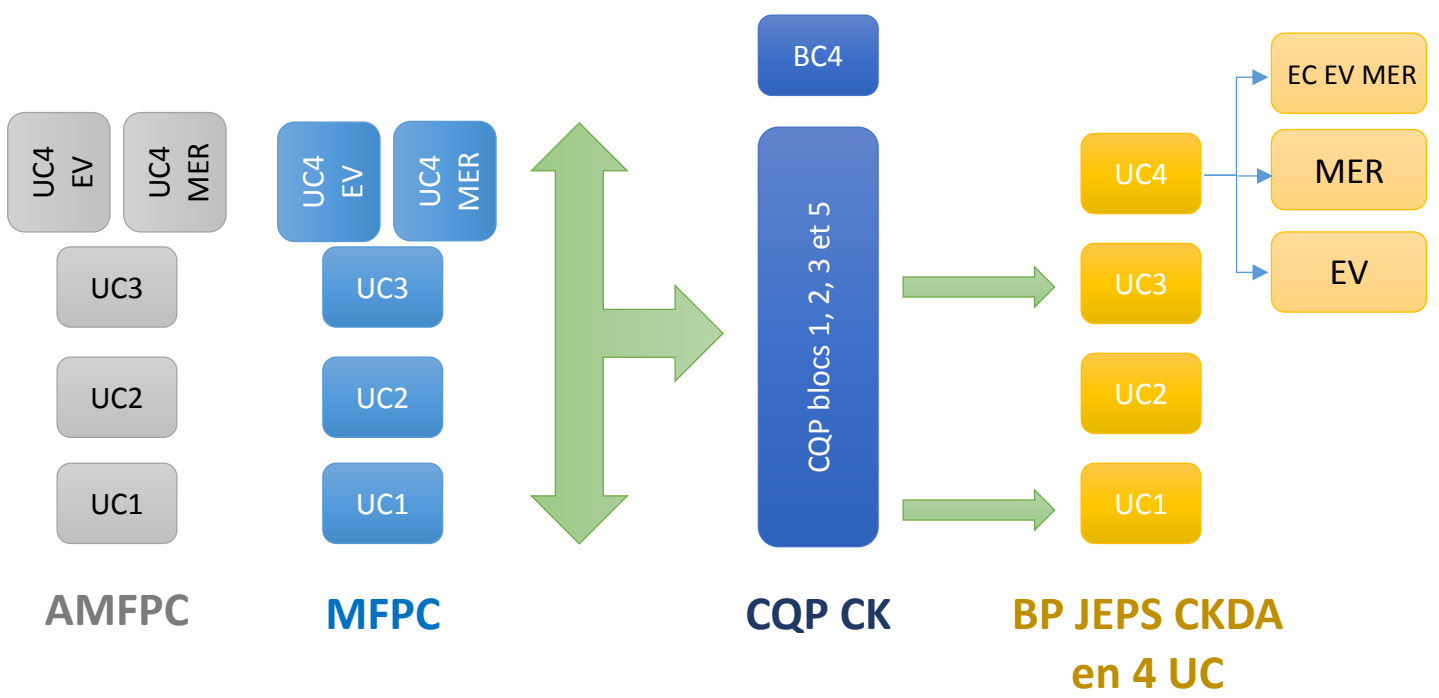 UC4
EV
UC4
MER
UC3
UC2
UC1
AMFPC
UC4
EV
UC4
MER
UC3
UC2
UC1
MFPC
BC4
CQP blocs 1, 2, 3 et 5
CQP CK
UC4
UC3
UC2
UC1
BP JEPS CKDA
en 4 UC
EC EV MER
MER
EV